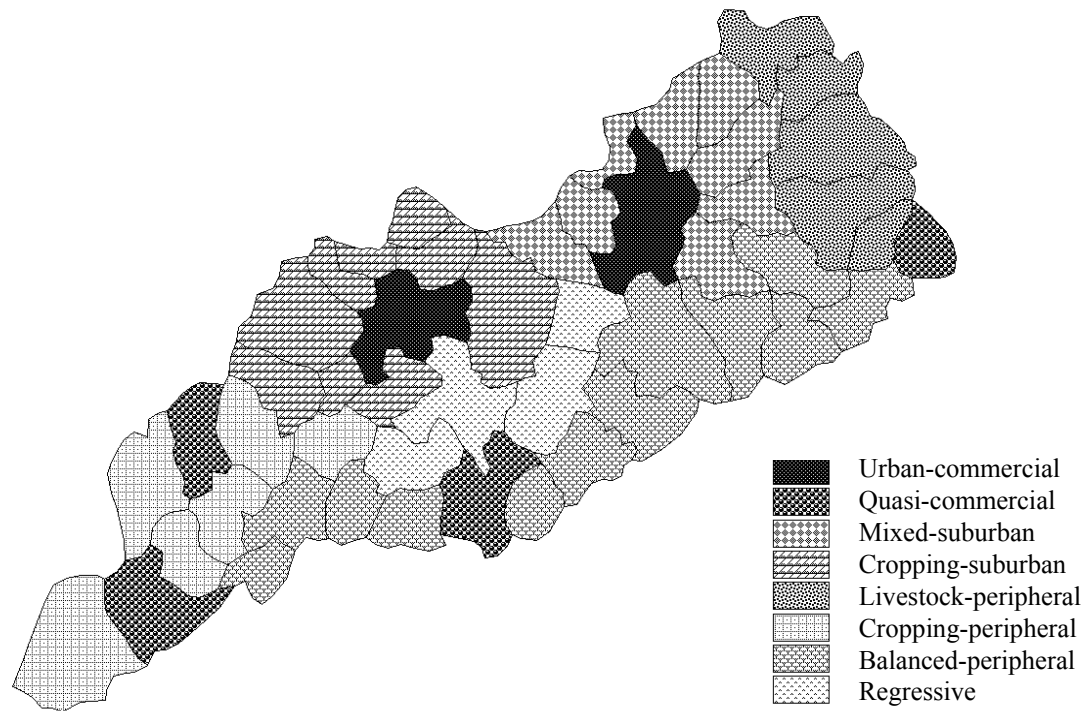 Urban-commercial
Quasi-commercial
Mixed-suburban
Cropping-suburban
Livestock-peripheral
Cropping-peripheral
Balanced-peripheral
Regressive